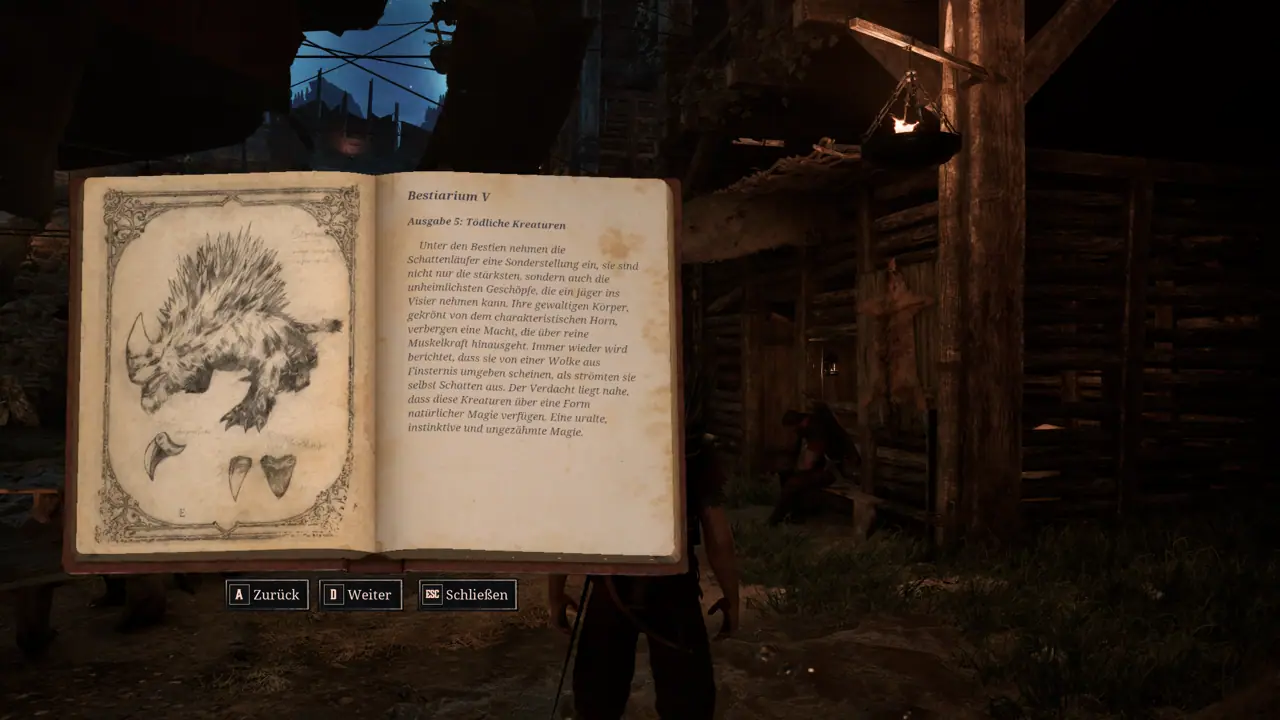 Bestiarium V
Ausgabe 5: Tödliche Kreaturen
Unter den Bestien nehmen die
Schattenläufer eine Sonderstellung ein, sie sind
nicht nur die stärksten, sondern auch die
unheimlichsten Geschöpfe, die ein Jäger ins
Visier nehmen kann. Ihre gewaltigen Körper,
gekrönt von dem charakteristischen Horn,
verbergen eine Macht, die über reine
Muskelkraft hinausgeht. Immer wieder wird
berichtet, dass sie von einer Wolke aus
Finsternis umgeben scheinen, als strömten sie
selbst Schatten aus. Der Verdacht liegt nahe,
dass diese Kreaturen über eine Form
natürlicher Magie verfügen. Eine uralte,
instinktive und ungezähmte Magie.
E
A Zurück
D Weiter
ESC Schließen